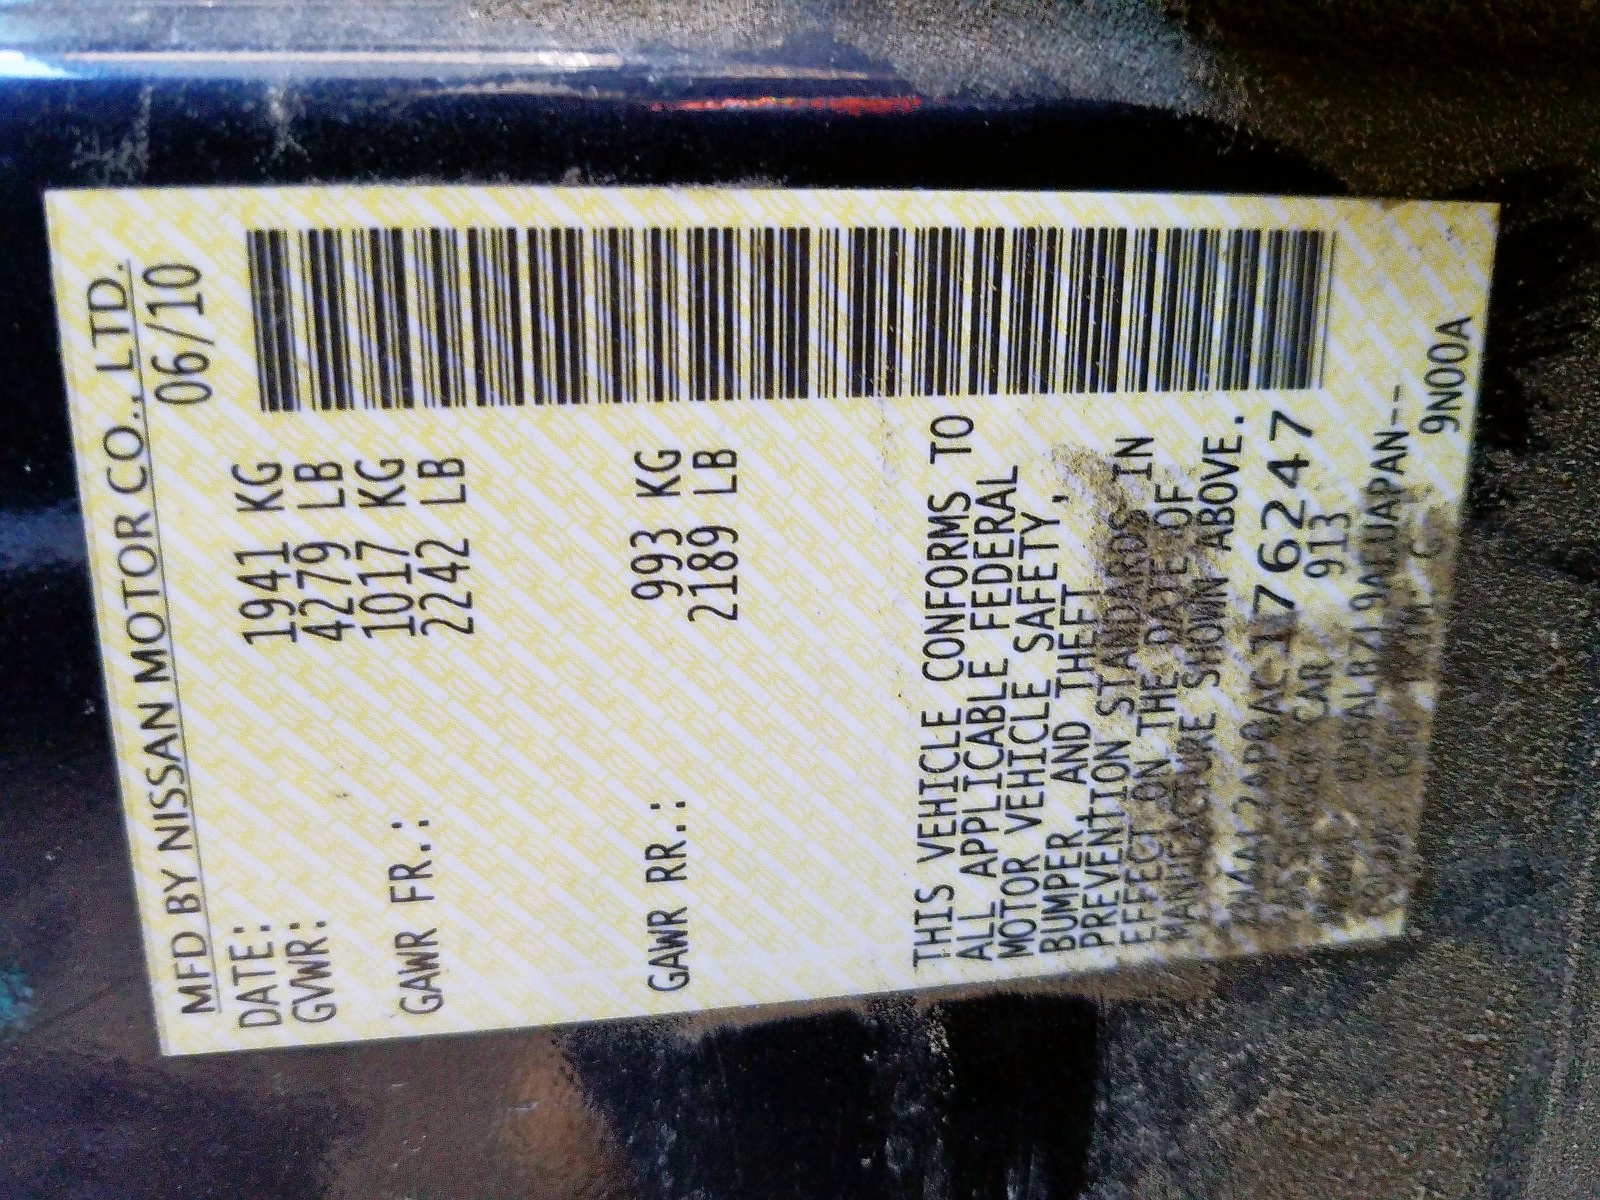 MFD BY NISSAN MOTOR CO., LTD.
DATE: 06/10
GVWR: 1941 KG
4279 LB
GAWR FR.: 1017 KG
2242 LB
GAWR RR.: 993 KG
2189 LB
THIS VEHICLE CONFORMS TO
ALL APPLICABLE FEDERAL
MOTOR VEHICLE SAFETY,
BUMPER, AND THEFT
PREVENTION STANDARDS IN
EFFECT ON THE DATE OF
MANUFACTURE SHOWN ABOVE.
176247
CAR 913
JAPAN--
9N00A